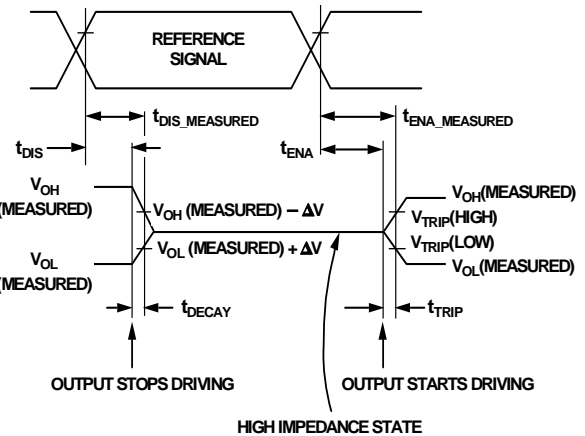 REFERENCE
SIGNAL
tDIS_MEASURED
tENA_MEASURED
tDIS
tENA
VOH
(MEASURED)
VOH (MEASURED) – ΔV
VOH(MEASURED)
VTRIP(HIGH)
VOL
(MEASURED)
VOL (MEASURED) + ΔV
VTRIP(LOW)
VOL(MEASURED)
tDECAY
tTRIP
OUTPUT STOPS DRIVING
OUTPUT STARTS DRIVING
HIGH IMPEDANCE STATE